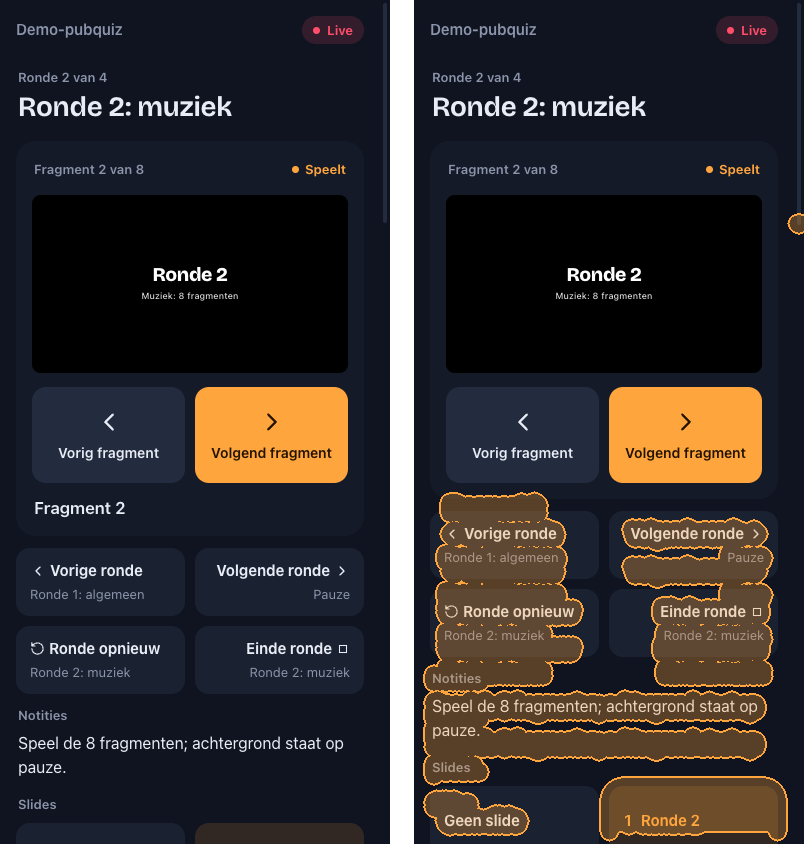 Demo-pubquiz
Live
Ronde 2 van 4
Ronde 2: muziek
Fragment 2 van 8
Speelt
Ronde 2
Muziek: 8 fragmenten
Vorig fragment
Volgend fragment
Fragment 2
Vorige ronde
Ronde 1: algemeen
Volgende ronde
Pauze
Ronde opnieuw
Ronde 2: muziek
Einde ronde
Ronde 2: muziek
Notities
Speel de 8 fragmenten; achtergrond staat op
pauze.
Slides
Demo-pubquiz
Live
Ronde 2 van 4
Ronde 2: muziek
Fragment 2 van 8
Speelt
Ronde 2
Muziek: 8 fragmenten
Vorig fragment
Volgend fragment
Vorige ronde
Ronde 1: algemeen
Volgende ronde
Pauze
Ronde opnieuw
Ronde 2: muziek
Einde ronde
Ronde 2: muziek
Notities
Speel de 8 fragmenten; achtergrond staat op
pauze.
Slides
Geen slide
1 Ronde 2